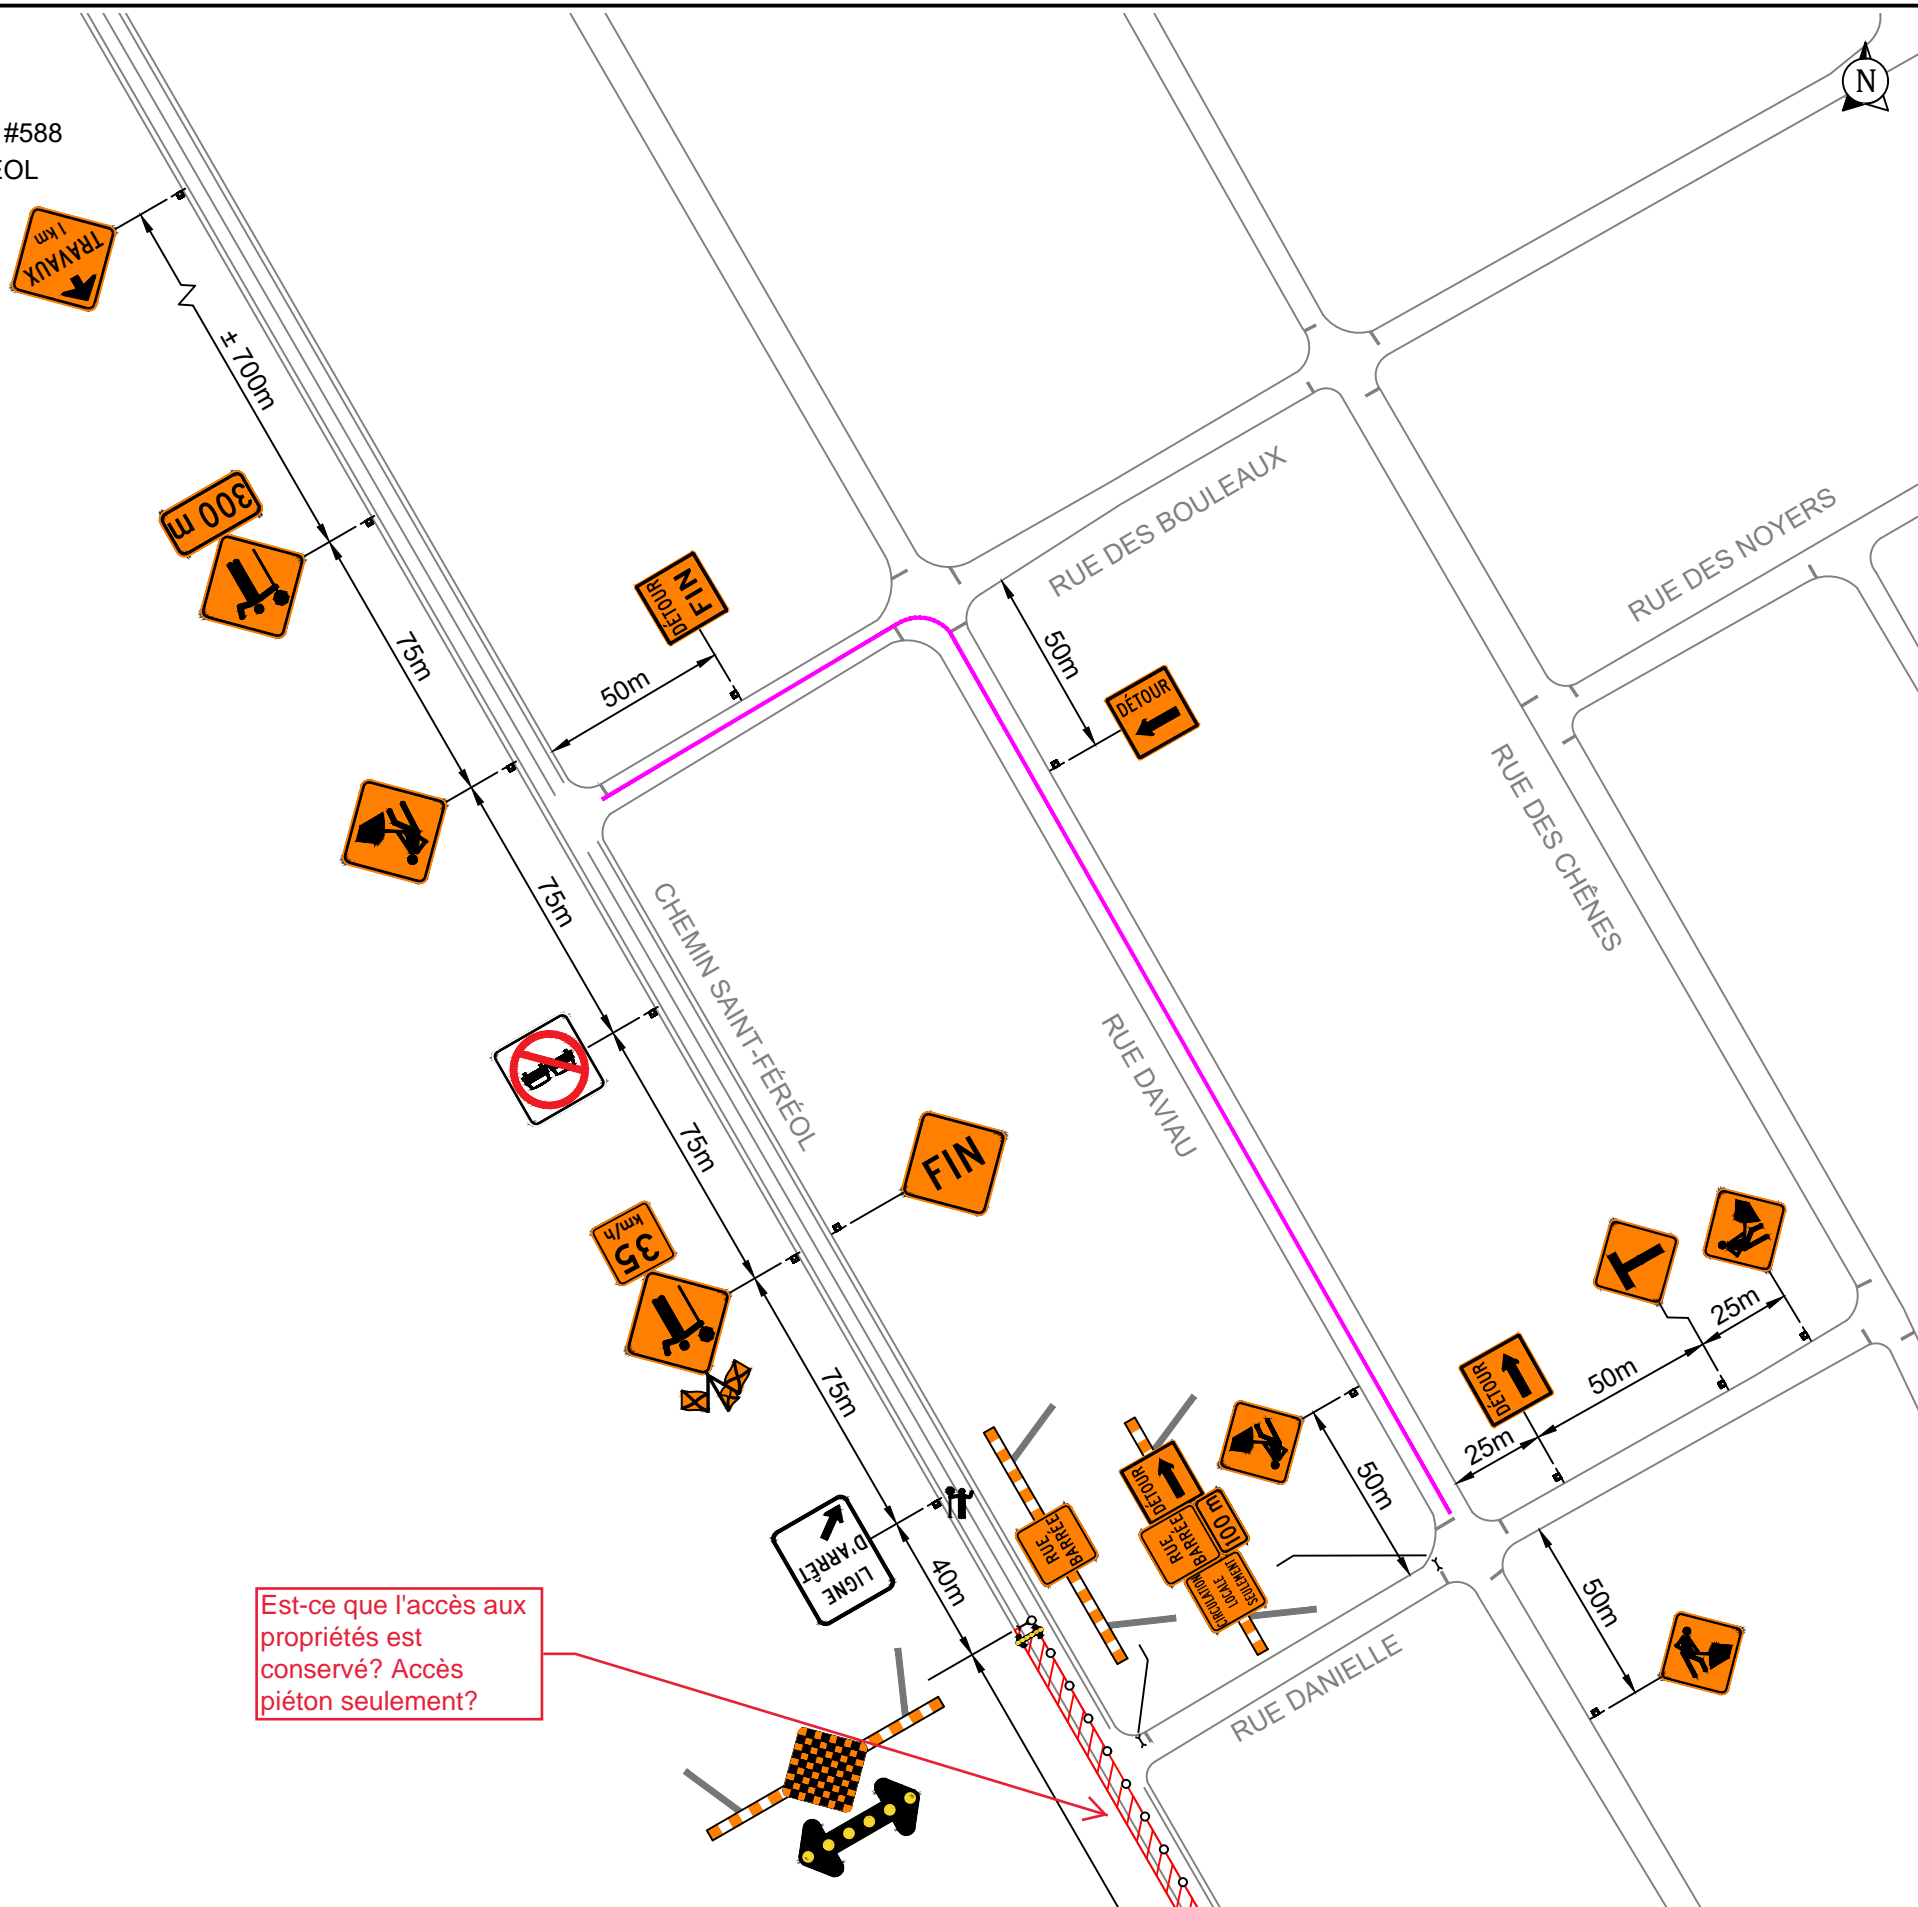 N
#588
ÉOL
TRAVAUX
1 km
± 700m
300 m
75m
DÉTOUR
FIN
50m
RUE DES BOULEAUX
50m
DÉTOUR
RUE DES NOYERS
RUE DES CHÊNES
75m
CHEMIN SAINT-FÉRÉOL
RUE DAVIAU
75m
FIN
35
km/h
75m
LIGNE
D'ARRÊT
40m
RUE
BARRÉE
DÉTOUR
RUE
BARRÉE
100 m
CIRCULATION
LOCALE
SEULEMENT
50m
DÉTOUR
25m
50m
25m
50m
RUE DANIELLE
Est-ce que l'accès aux
propriétés est
conservé? Accès
piéton seulement?